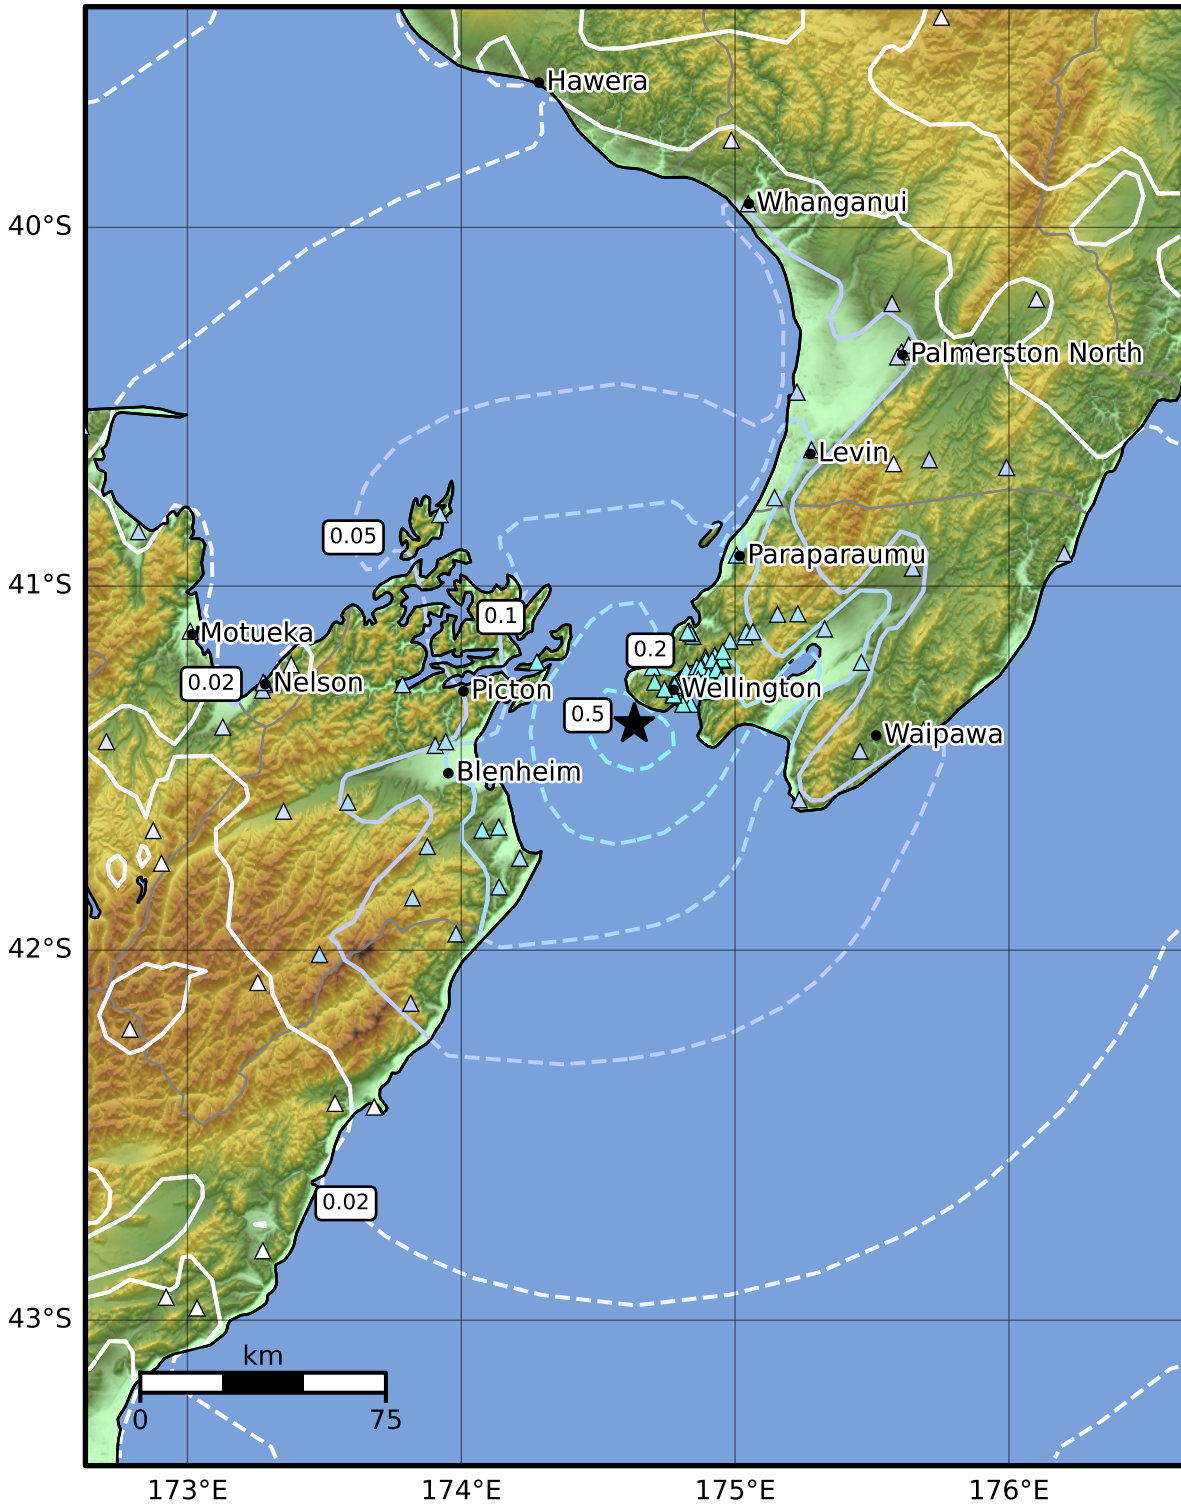 Hawera
Whanganui
40°S
Palmerston North
Levin
0.05
Paraparaumu
41°S
0.1
Motueka
0.2
0.02
Nelson
Picton
Wellington
0.5
Waipawa
Blenheim
42°S
0.02
43°S
km
0
75
173°E
174°E
175°E
176°E